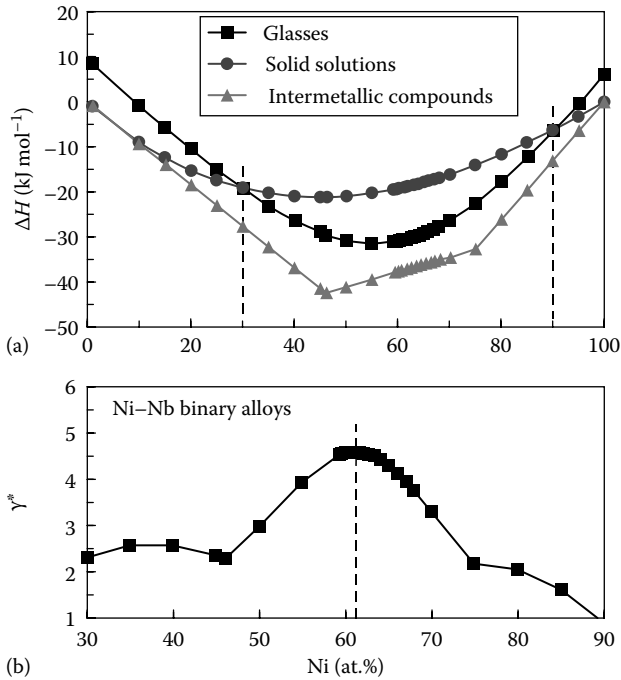 20
10
0
−10
−20
−30
−40
−50
ΔH (kJ mol−1)
Glasses
Solid solutions
Intermetallic compounds
0 20 40 60 80 100
(a)
6
5
4
3
2
1
γ*
Ni–Nb binary alloys
30 40 50 60 70 80 90
(b)
Ni (at.%)